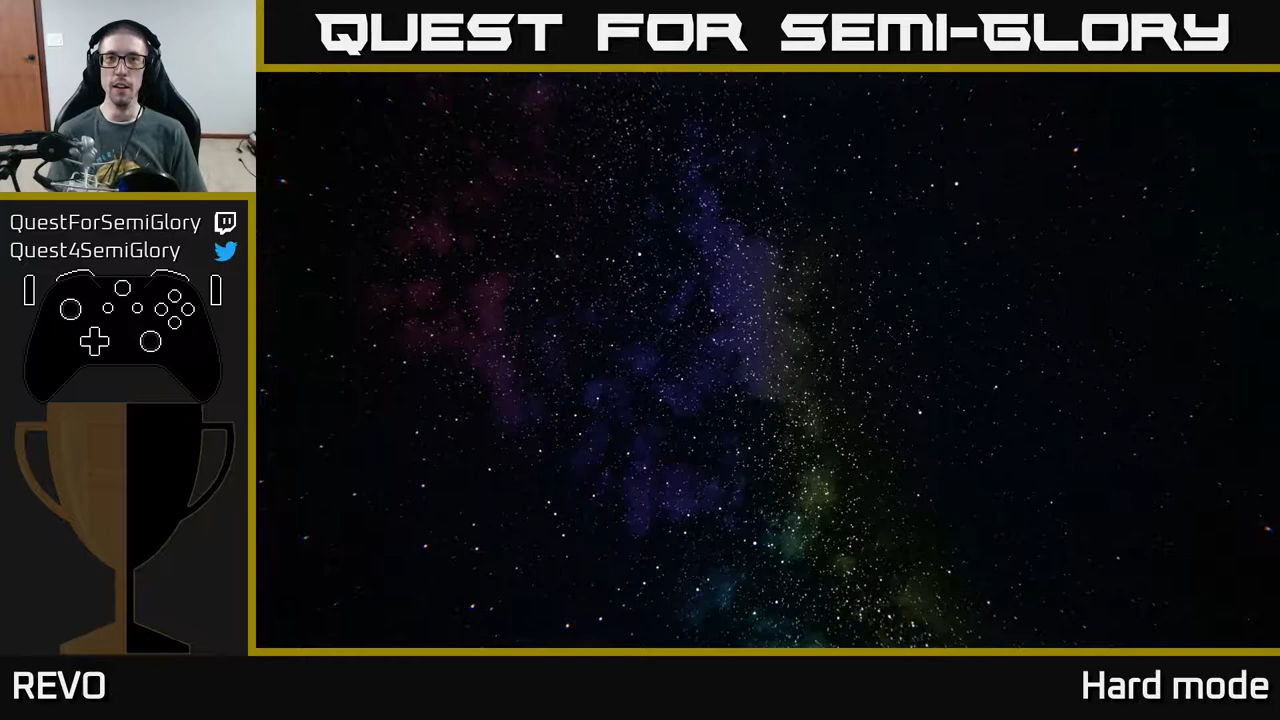 QUEST FOR SEMI-GLORY
QuestForSemiGlory
Quest4SemiGlory
REVO
Hard mode